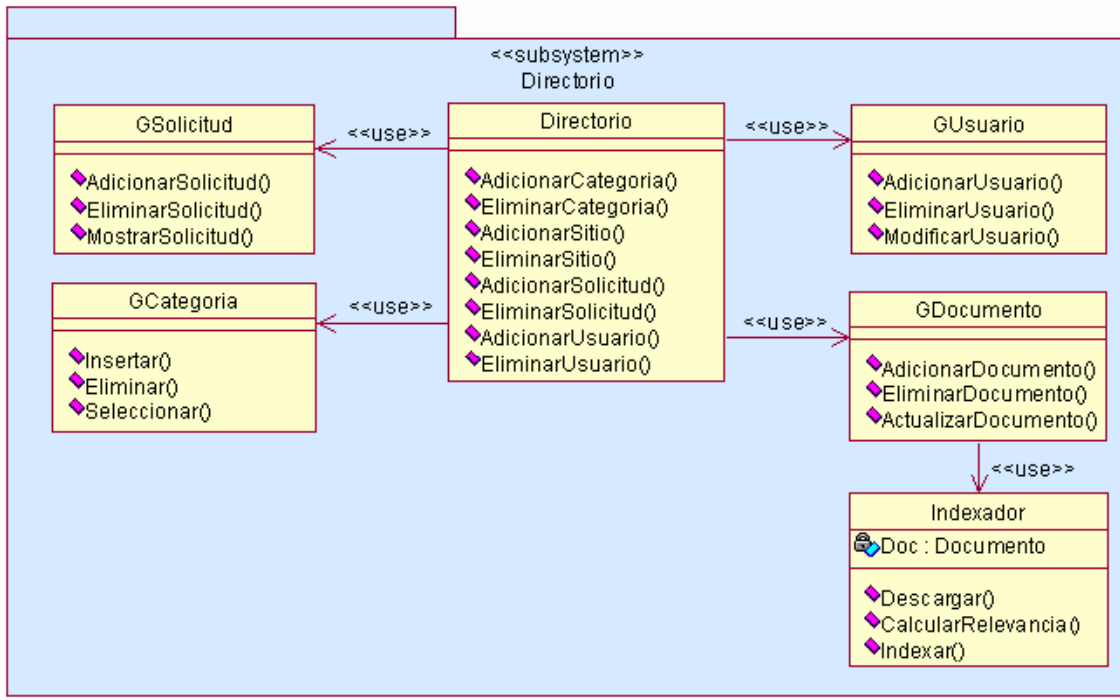 <<subsystem>>
Directorio
GSolicitud
AdicionarSolicitud()
EliminarSolicitud()
MostrarSolicitud()
<<use>>
Directorio
AdicionarCategoria()
EliminarCategoria()
AdicionarSitio()
EliminarSitio()
AdicionarSolicitud()
EliminarSolicitud()
AdicionarUsuario()
EliminarUsuario()
<<use>>
GUsuario
AdicionarUsuario()
EliminarUsuario()
ModificarUsuario()
GCategoria
Insertar()
Eliminar()
Seleccionar()
<<use>>
<<use>>
GDocumento
AdicionarDocumento()
EliminarDocumento()
ActualizarDocumento()
<<use>>
Indexador
Doc : Documento
Descargar()
CalcularRelevancia()
Indexar()